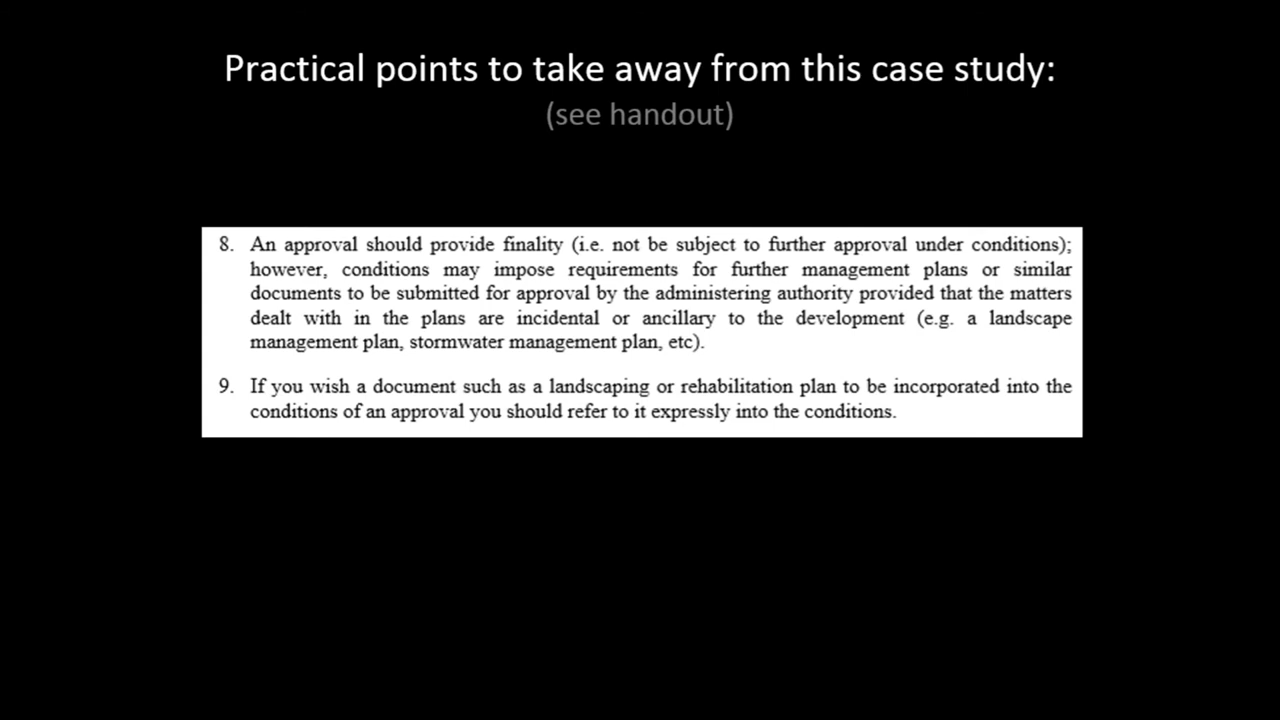 Practical points to take away from this case study:
(see handout)
8. An approval should provide finality (i.e. not be subject to further approval under conditions);
however, conditions may impose requirements for further management plans or similar
documents to be submitted for approval by the administering authority provided that the matters
dealt with in the plans are incidental or ancillary to the development (e.g. a landscape
management plan, stormwater management plan, etc).
9. If you wish a document such as a landscaping or rehabilitation plan to be incorporated into the
conditions of an approval you should refer to it expressly into the conditions.